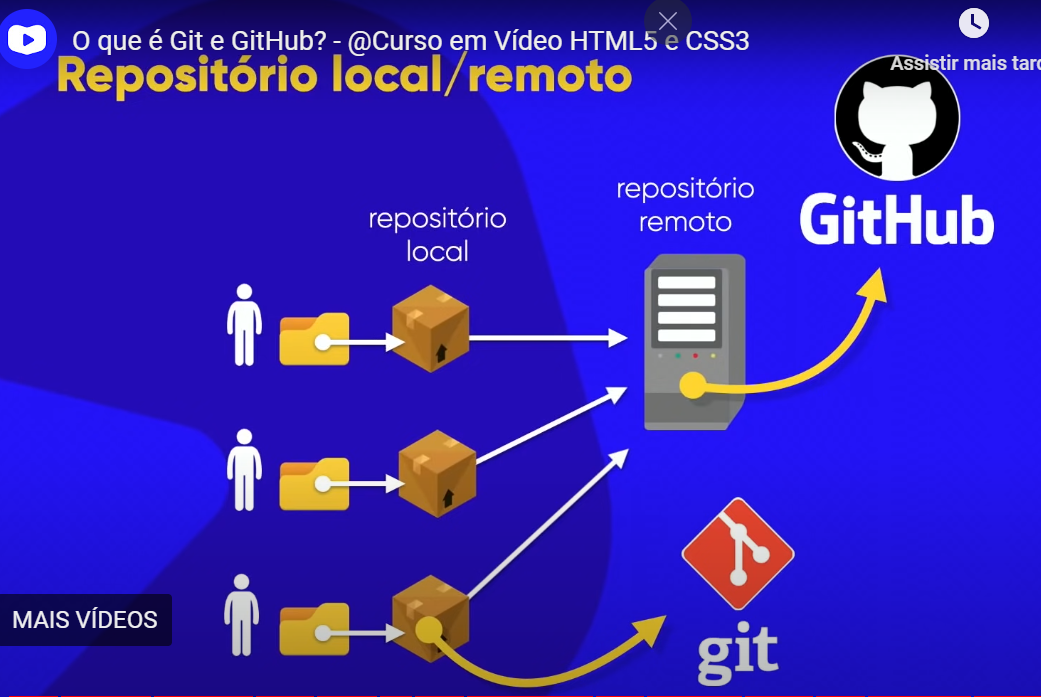 O que é Git e GitHub? - @Curso em Vídeo HTML5 e CSS3
Assistir mais tard
Repositório local/remoto
GitHub
repositório
remoto
repositório
local
MAIS VÍDEOS
git